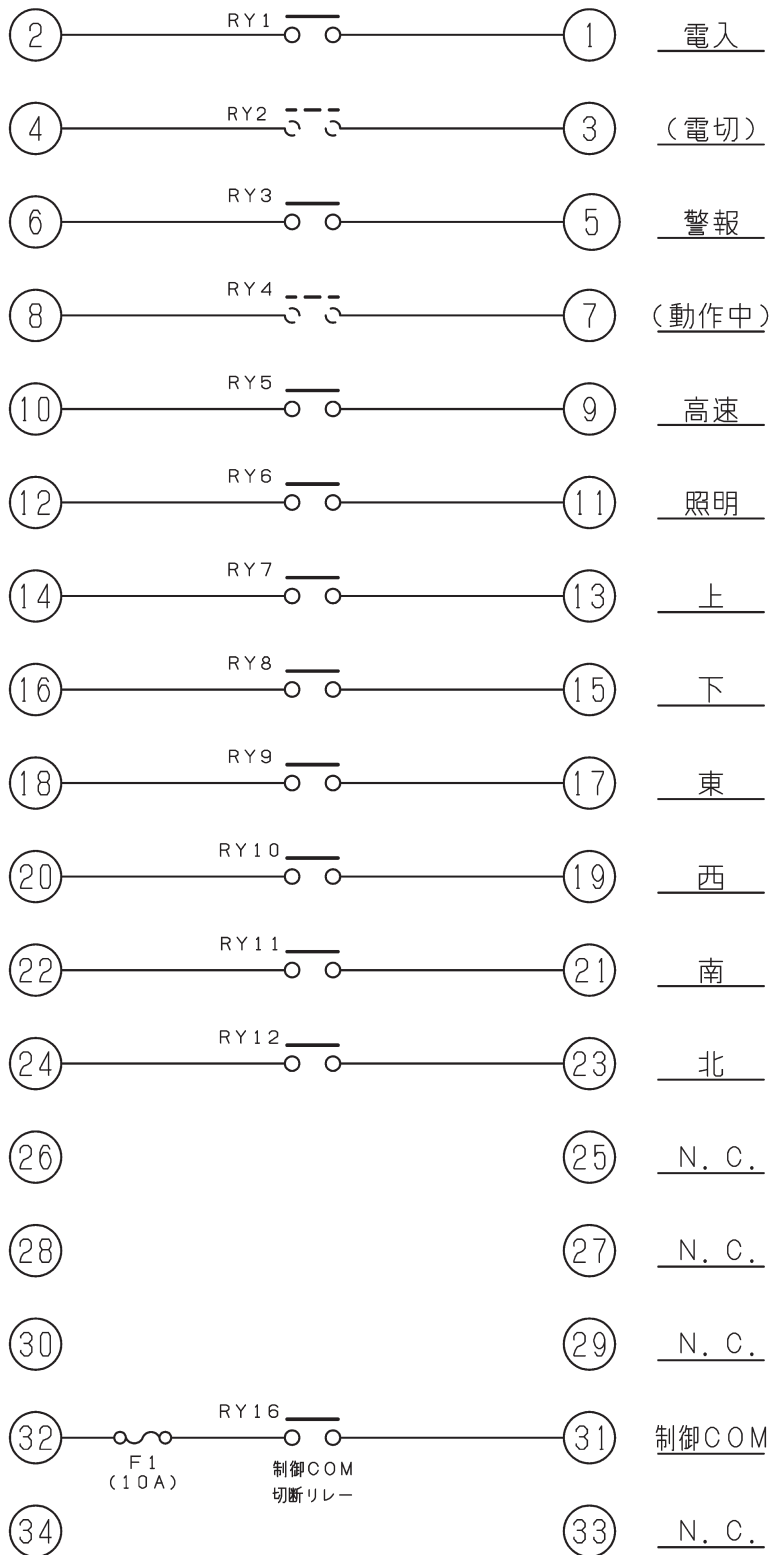 2 RY1 1 電入
4 RY2 3 (電切)
6 RY3 5 警報
8 RY4 7 (動作中)
10 RY5 9 高速
12 RY6 11 照明
14 RY7 13 上
16 RY8 15 下
18 RY9 17 東
20 RY10 19 西
22 RY11 21 南
24 RY12 23 北
26 25 N.C.
28 27 N.C.
30 29 N.C.
32 RY16 31 制御COM
F1 制御COM
(10A) 切断リレー
34 33 N.C.